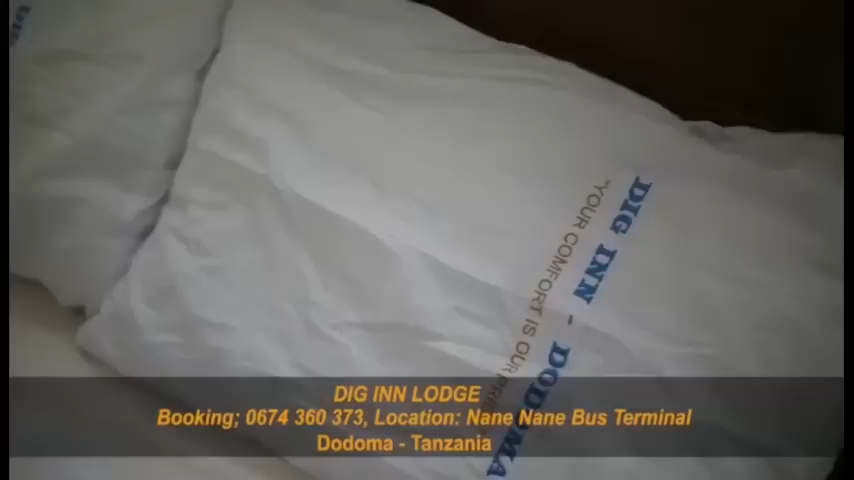 DIG INN - DODOMA
"YOUR COMFORT IS OUR
DIG INN LODGE
Booking; 0674 360 373, Location: Nane Nane Bus Terminal
Dodoma - Tanzania